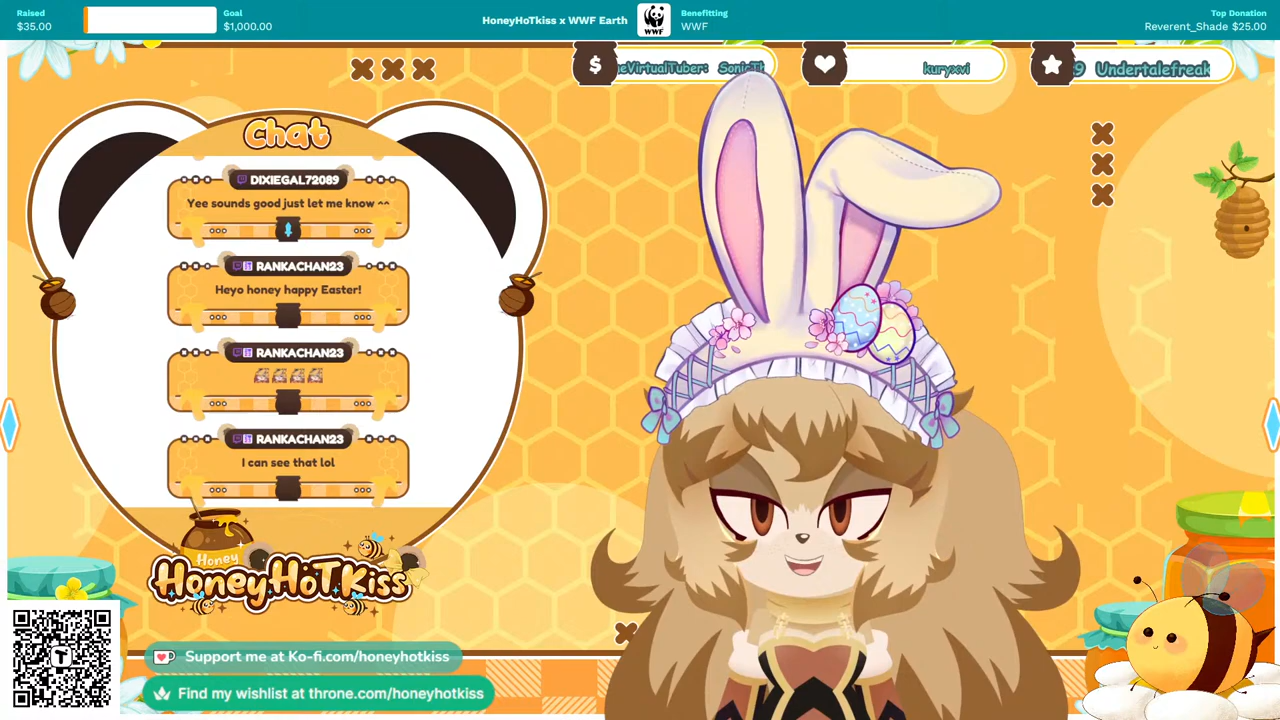 Raised
$35.00
Goal
$1,000.00
HoneyHoTkiss x WWF Earth
WWF
Benefitting
WWF
Top Donation
Reverent_Shade $25.00
kuryxvi
Undertalefreak
Chat
DIXIEGAL72089
Yee sounds good just let me know ^^
RANKACHAN23
Heyo honey happy Easter!
RANKACHAN23
RANKACHAN23
I can see that lol
Honey
HoneyHoTKiss
Support me at Ko-fi.com/honeyhotkiss
Find my wishlist at throne.com/honeyhotkiss